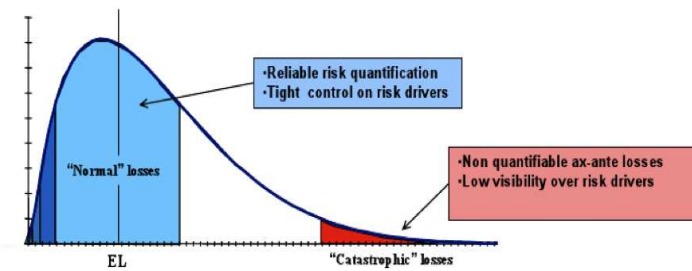 •Reliable risk quantification
•Tight control on risk drivers
"Normal" losses
•Non quantifiable ax-ante losses
•Low visibility over risk drivers
EL
"Catastrophic" losses